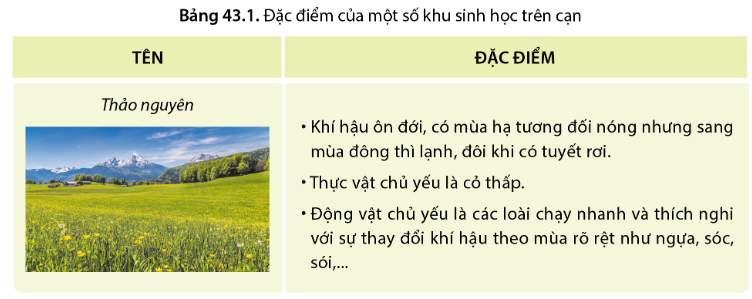 Bảng 43.1. Đặc điểm của một số khu sinh học trên cạn
TÊN
ĐẶC ĐIỂM
Thảo nguyên
• Khí hậu ôn đới, có mùa hạ tương đối nóng nhưng sang
mùa đông thì lạnh, đôi khi có tuyết rơi.
• Thực vật chủ yếu là cỏ thấp.
• Động vật chủ yếu là các loài chạy nhanh và thích nghi
với sự thay đổi khí hậu theo mùa rõ rệt như ngựa, sóc,
sói,...